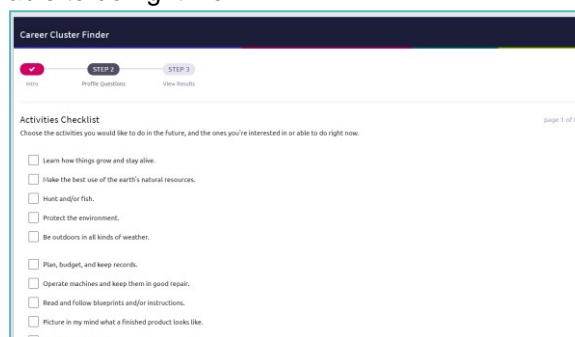 Career Cluster Finder
STEP 2
STEP 3
Intro
Profile Questions
View Results
Activities Checklist
page 1 of
Choose the activities you would like to do in the future, and the ones you're interested in or able to do right now.
Learn how things grow and stay alive.
Make the best use of the earth's natural resources.
Hunt and/or fish.
Protect the environment.
Be outdoors in all kinds of weather.
Plan, budget, and keep records.
Operate machines and keep them in good repair.
Read and follow blueprints and/or instructions.
Picture in my mind what a finished product looks like.